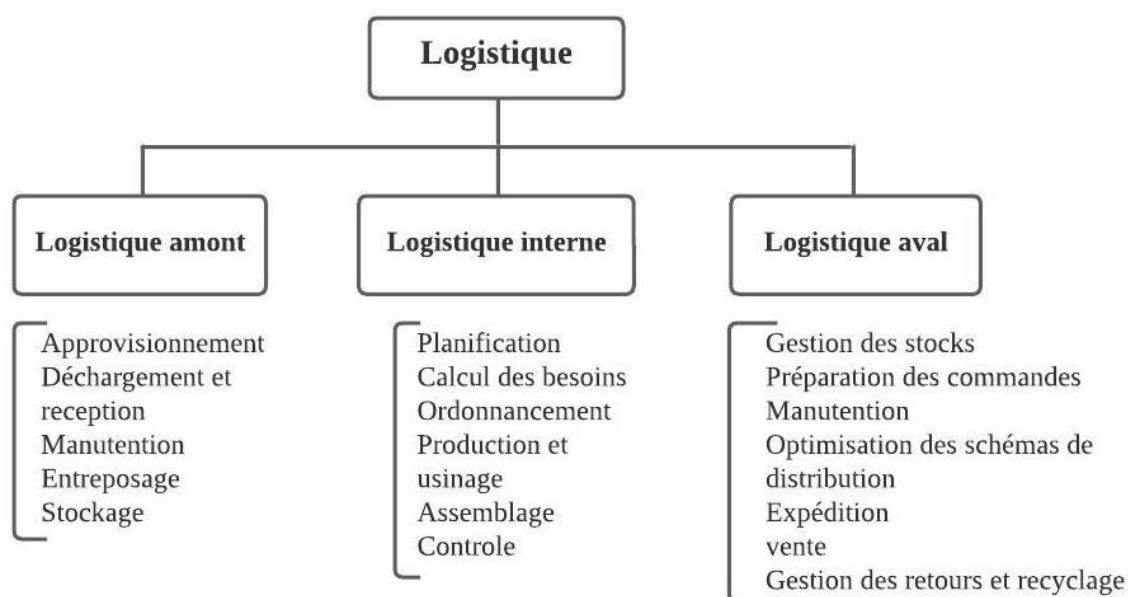 Logistique
Logistique amont
Logistique interne
Logistique aval
Approvisionnement
Déchargement et
reception
Manutention
Entreposage
Stockage
Planification
Calcul des besoins
Ordonnancement
Production et
usinage
Assemblage
Controle
Gestion des stocks
Préparation des commandes
Manutention
Optimisation des schémas de
distribution
Expédition
vente
Gestion des retours et recyclage